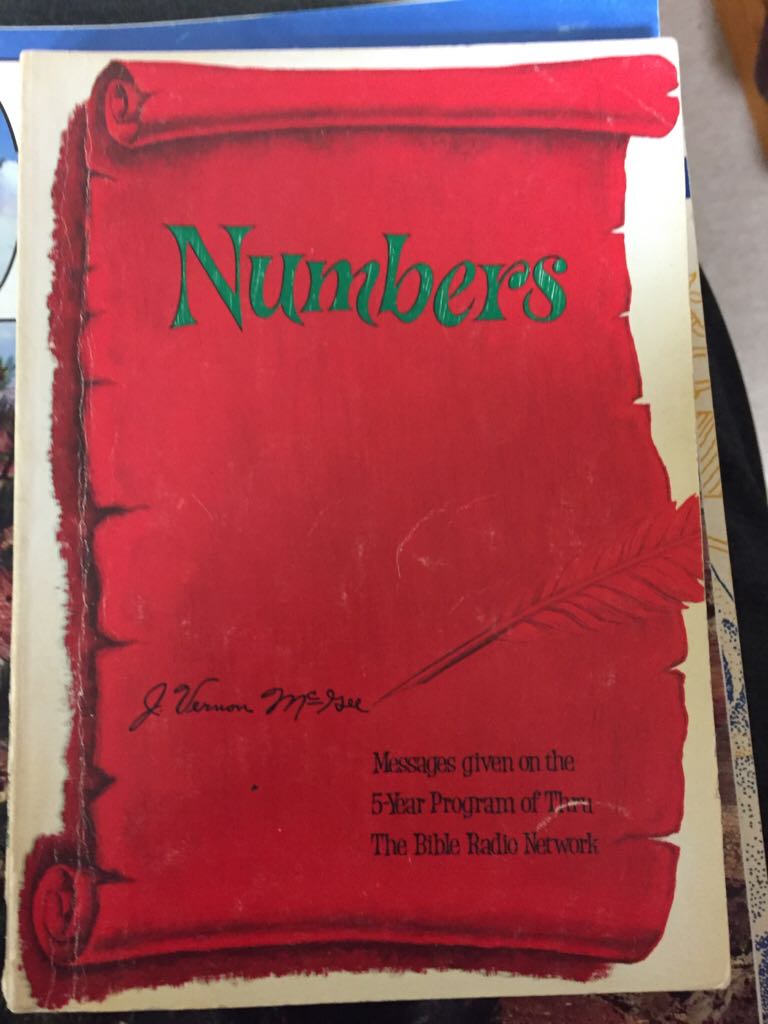 Numbers
J. Vernon McGee
Messages given on the
5-Year Program of Thru
The Bible Radio Network